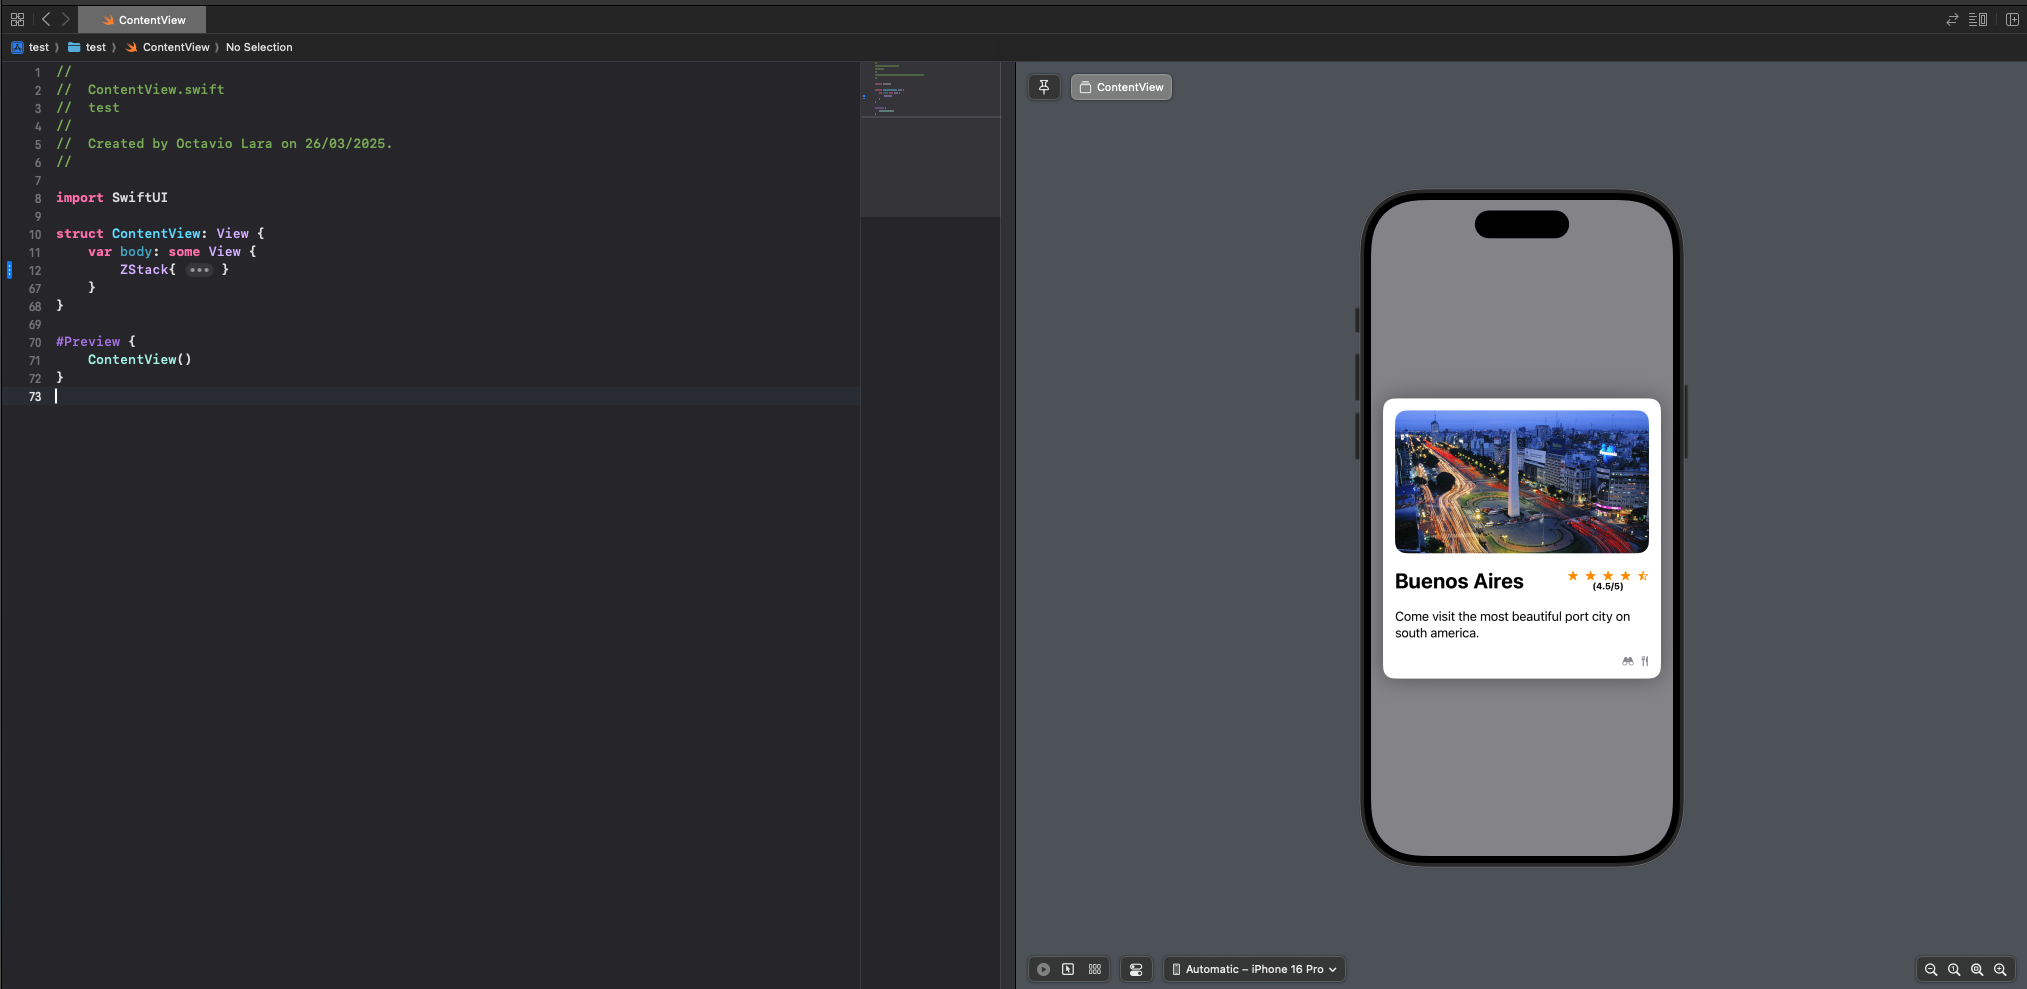 ContentView
test
test
ContentView
No Selection
1 //
2 //  ContentView.swift
3 //  test
4 //
5 //  Created by Octavio Lara on 26/03/2025.
6 //
7
8 import SwiftUI
9
10 struct ContentView: View {
11     var body: some View {
12         ZStack{ ••• }
67     }
68 }
69
70 #Preview {
71     ContentView()
72 }
73
ContentView
Buenos Aires
(4.5/5)
Come visit the most beautiful port city on
south america.
Automatic – iPhone 16 Pro